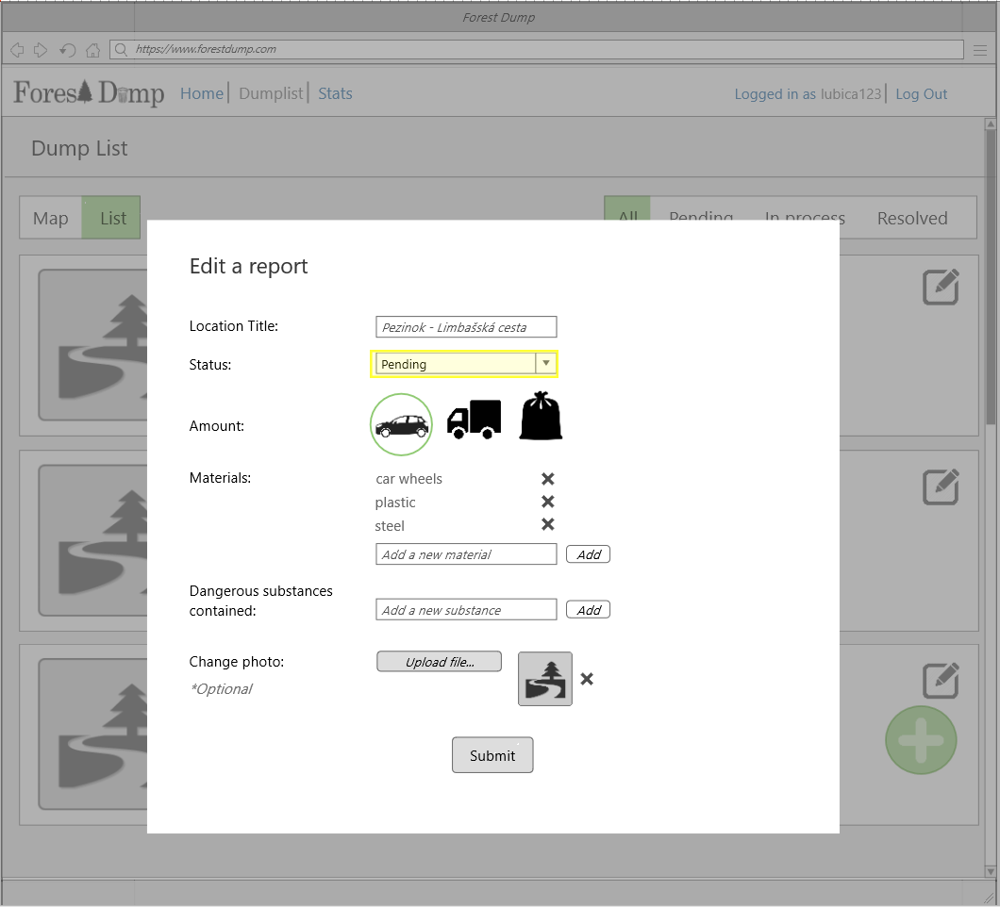 Forest Dump
https://www.forestdump.com
Forest Dump Home Dumplist Stats Logged in as lubica123 Log Out
Dump List
Map List All Pending In process Resolved
Edit a report
Location Title: Pezinok - Limbašská cesta
Status: Pending
Amount:
Materials: car wheels
plastic
steel
Add a new material Add
Dangerous substances
contained: Add a new substance Add
Change photo: Upload file...
*Optional
Submit